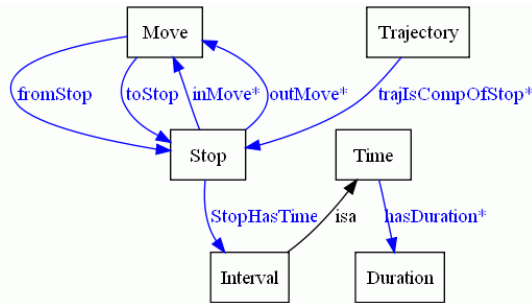 Move
Trajectory
fromStop
toStop
inMove*
outMove*
trajIsCompOfStop*
Stop
Time
StopHasTime
isa
hasDuration*
Interval
Duration